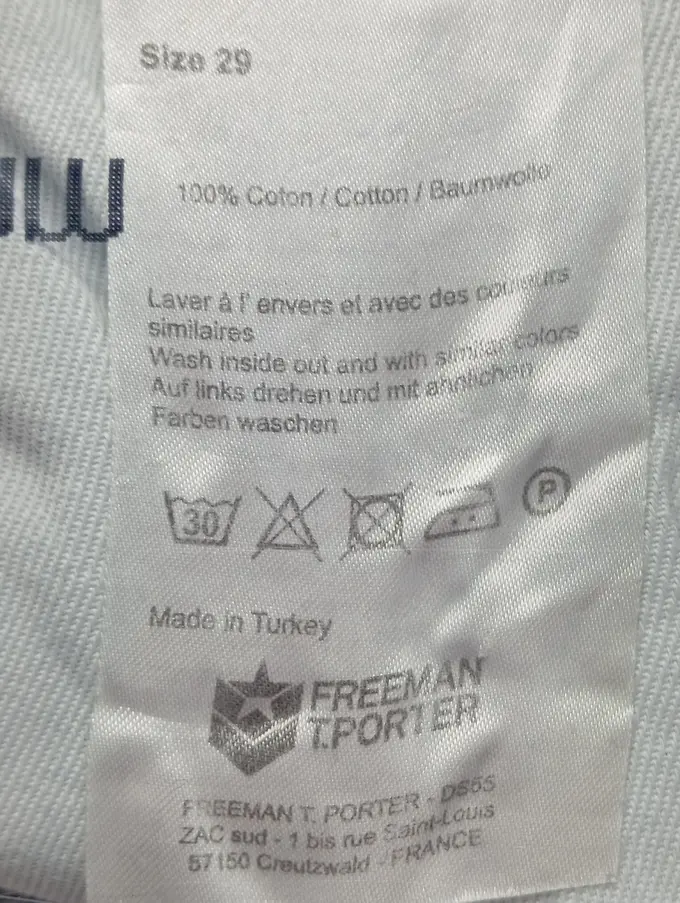 Size 29
100% Coton / Cotton / Baumwolle
Laver à l' envers et avec des couleurs
similaires
Wash inside out and with similar colors
Auf links drehen und mit ähnlichen
Farben waschen
30
P
Made in Turkey
FREEMAN
T.PORTER
FREEMAN T. PORTER - DS55
ZAC sud - 1 bis rue Saint-Louis
57150 Creutzwald - FRANCE